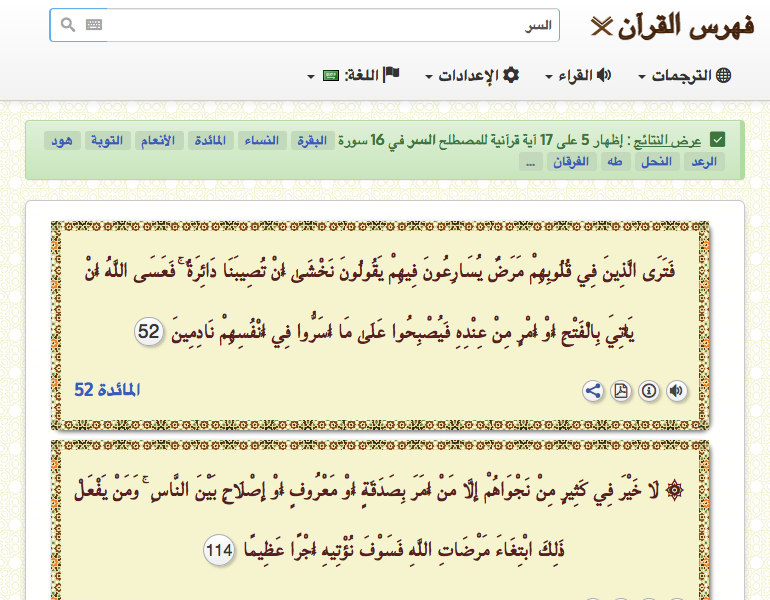 فهرس القرآن
السر
الترجمات
القراء
الإعدادات
اللغة:
عرض النتائج : إظهار 5 على 17 آية قرآنية للمصطلح السر في 16 سورة البقرة النساء المائدة الأنعام التوبة هود
الرعد النحل طه الفرقان ...
فَتَرَى الَّذِينَ فِي قُلُوبِهِمْ مَرَضٌ يُسَارِعُونَ فِيهِمْ يَقُولُونَ نَخْشَىٰ أَنْ تُصِيبَنَا دَائِرَةٌ ۚ فَعَسَى اللَّهُ أَنْ
يَأْتِيَ بِالْفَتْحِ أَوْ أَمْرٍ مِنْ عِنْدِهِ فَيُصْبِحُوا عَلَىٰ مَا أَسَرُّوا فِي أَنْفُسِهِمْ نَادِمِينَ 52
المائدة 52
۞ لَا خَيْرَ فِي كَثِيرٍ مِنْ نَجْوَاهُمْ إِلَّا مَنْ أَمَرَ بِصَدَقَةٍ أَوْ مَعْرُوفٍ أَوْ إِصْلَاحٍ بَيْنَ النَّاسِ ۚ وَمَنْ يَفْعَلْ
ذَٰلِكَ ابْتِغَاءَ مَرْضَاتِ اللَّهِ فَسَوْفَ نُؤْتِيهِ أَجْرًا عَظِيمًا 114